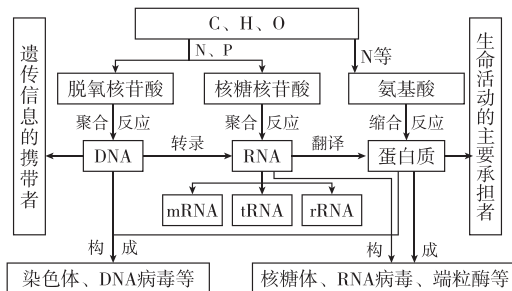 C、H、O
N、P
N等
脱氧核苷酸
核糖核苷酸
氨基酸
聚合 反应
聚合 反应
缩合 反应
遗传信息的携带者
DNA
转录
RNA
翻译
蛋白质
生命活动的主要承担者
mRNA
tRNA
rRNA
构 成
构 成
染色体、DNA病毒等
核糖体、RNA病毒、端粒酶等